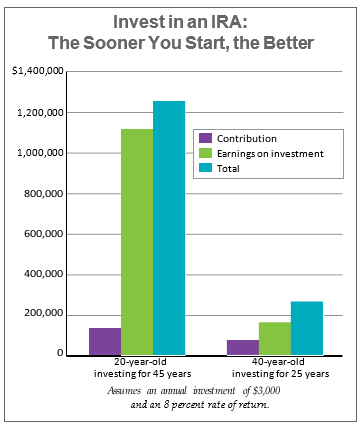 Invest in an IRA:
The Sooner You Start, the Better
$1,400,000
1,200,000
1,000,000
800,000
600,000
400,000
200,000
0
Contribution
Earnings on investment
Total
20-year-old
investing for 45 years
40-year-old
investing for 25 years
Assumes an annual investment of $3,000
and an 8 percent rate of return.